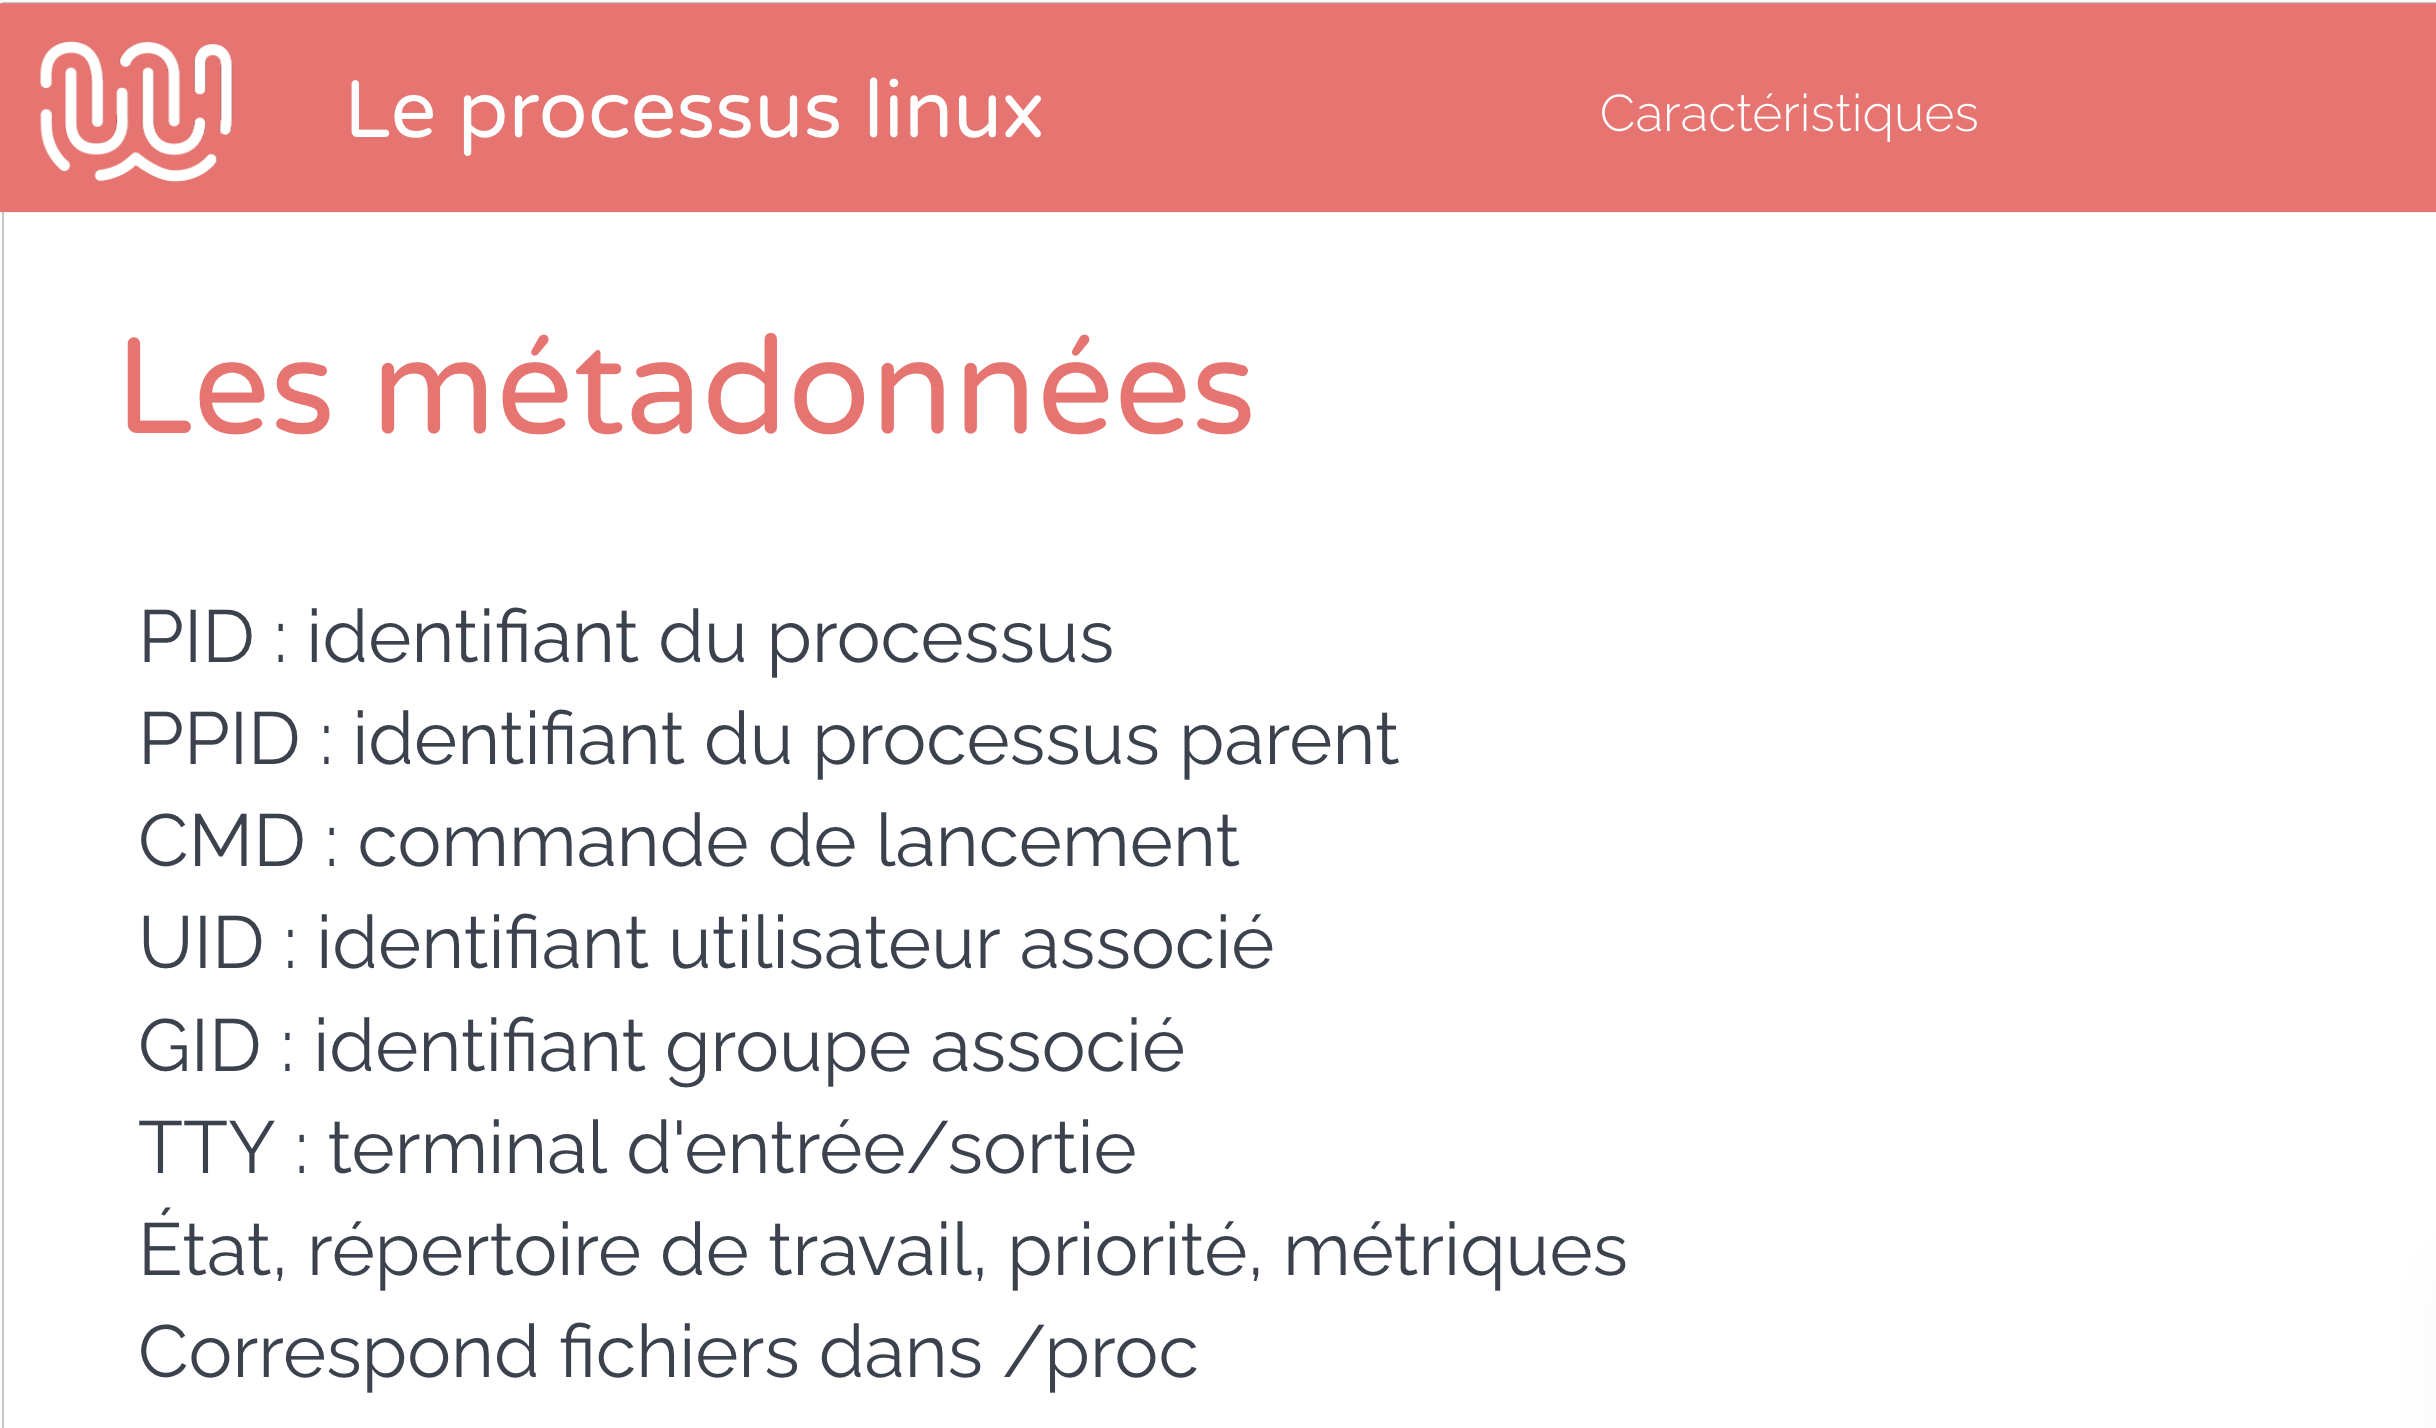 Le processus linux
Caractéristiques
Les métadonnées
PID : identifiant du processus
PPID : identifiant du processus parent
CMD : commande de lancement
UID : identifiant utilisateur associé
GID : identifiant groupe associé
TTY : terminal d'entrée/sortie
État, répertoire de travail, priorité, métriques
Correspond fichiers dans /proc